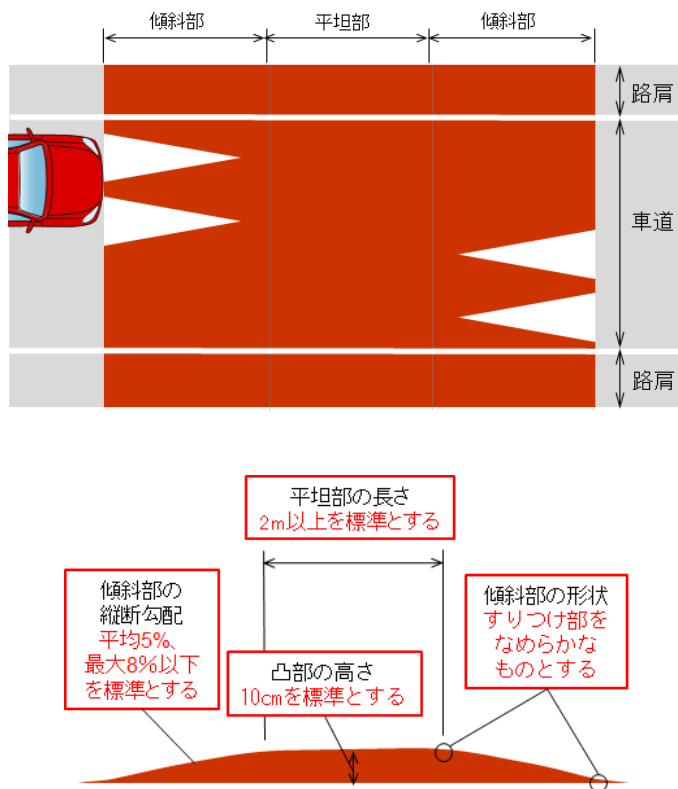 傾斜部
平坦部
傾斜部
路肩
車道
路肩
平坦部の長さ
2m以上を標準とする
傾斜部の
縦断勾配
平均5%、
最大8%以下
を標準とする
凸部の高さ
10cmを標準とする
傾斜部の形状
すりつけ部を
なめらかな
ものとする